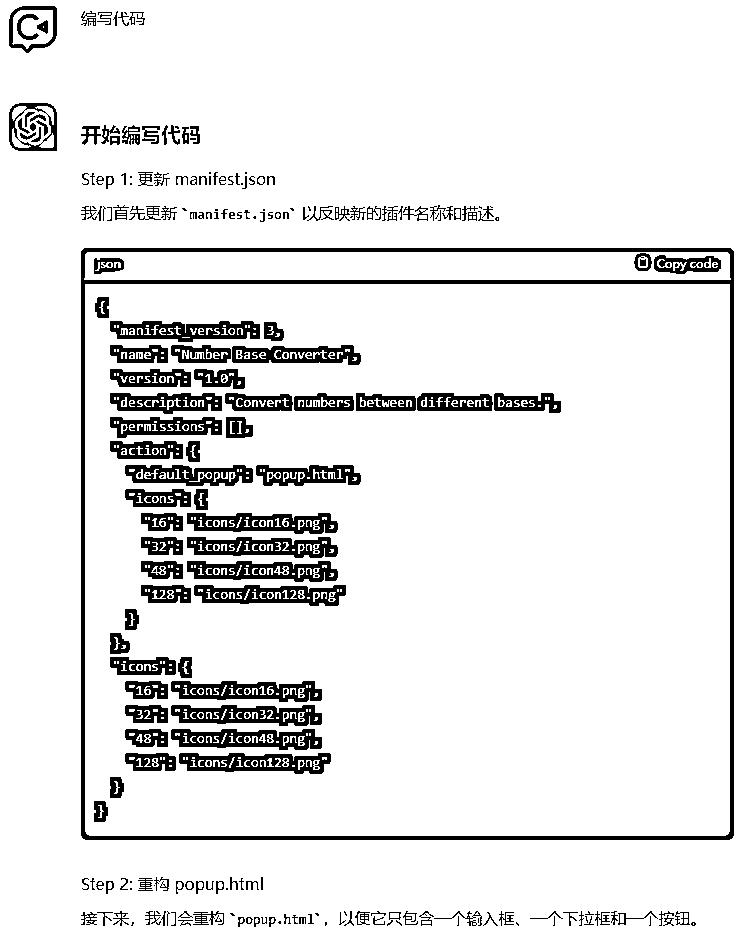 编写代码
开始编写代码
Step 1: 更新 manifest.json
我们首先更新 `manifest.json` 以反映新的插件名称和描述。
json Copy code
{
"manifest_version": 3,
"name": "Number Base Converter",
"version": "1.0",
"description": "Convert numbers between different bases.",
"permissions": [],
"action": {
"default_popup": "popup.html",
"icons": {
"16": "icons/icon16.png",
"32": "icons/icon32.png",
"48": "icons/icon48.png",
"128": "icons/icon128.png"
}
},
"icons": {
"16": "icons/icon16.png",
"32": "icons/icon32.png",
"48": "icons/icon48.png",
"128": "icons/icon128.png"
}
}
Step 2: 重构 popup.html
接下来，我们会重构 `popup.html`，以便它只包含一个输入框、一个下拉框和一个按钮。